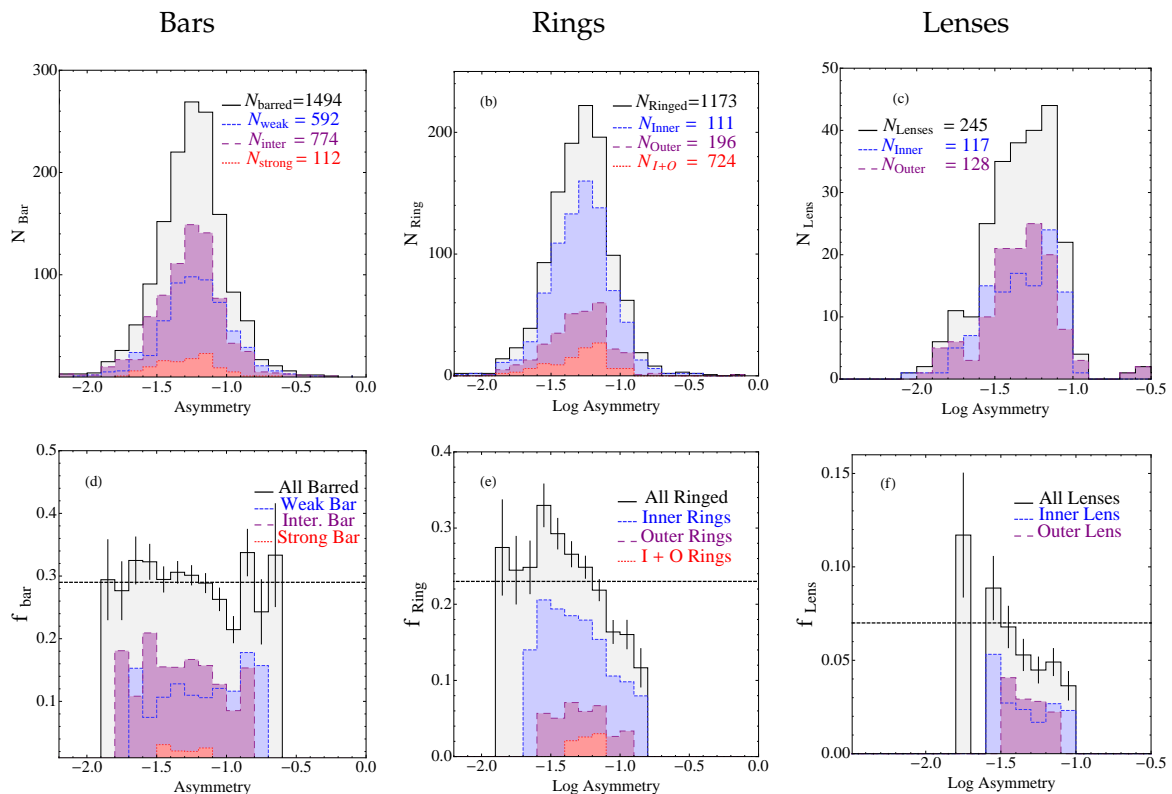 Bars
Rings
Lenses
300
200
100
N Bar
N barred=1494
N weak = 592
N inter = 774
N strong = 112
−2.0 −1.5 −1.0 −0.5 0.0
Asymmetry
(b)
200
100
0
N Ring
N Ringed=1173
N Inner = 111
N Outer = 196
N I+O = 724
−2.0 −1.5 −1.0 −0.5 0.0
Log Asymmetry
(c)
50
40
30
20
10
0
N Lens
N Lenses = 245
N Inner = 117
N Outer = 128
−2.0 −1.5 −1.0 −0.5
Log Asymmetry
(d)
0.5
0.4
0.3
0.2
0.1
f bar
All Barred
Weak Bar
Inter. Bar
Strong Bar
−2.0 −1.5 −1.0 −0.5 0.0
Asymmetry
(e)
0.4
0.3
0.2
0.1
0.0
f Ring
All Ringed
Inner Rings
Outer Rings
I + O Rings
−2.0 −1.5 −1.0 −0.5 0.0
Log Asymmetry
(f)
0.15
0.10
0.05
0.00
f Lens
All Lenses
Inner Lens
Outer Lens
−2.0 −1.5 −1.0 −0.5
Log Asymmetry